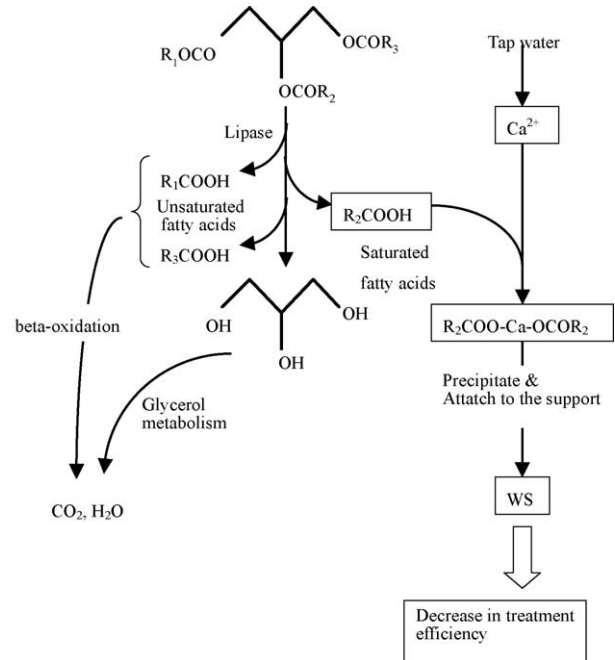 R₁OCO
OCOR₃
OCOR₂
Tap water
Ca²⁺
Lipase
R₁COOH
Unsaturated
fatty acids
R₃COOH
R₂COOH
Saturated
fatty acids
beta-oxidation
OH
OH
OH
R₂COO-Ca-OCOR₂
Precipitate &
Attatch to the support
Glycerol
metabolism
CO₂, H₂O
WS
Decrease in treatment
efficiency